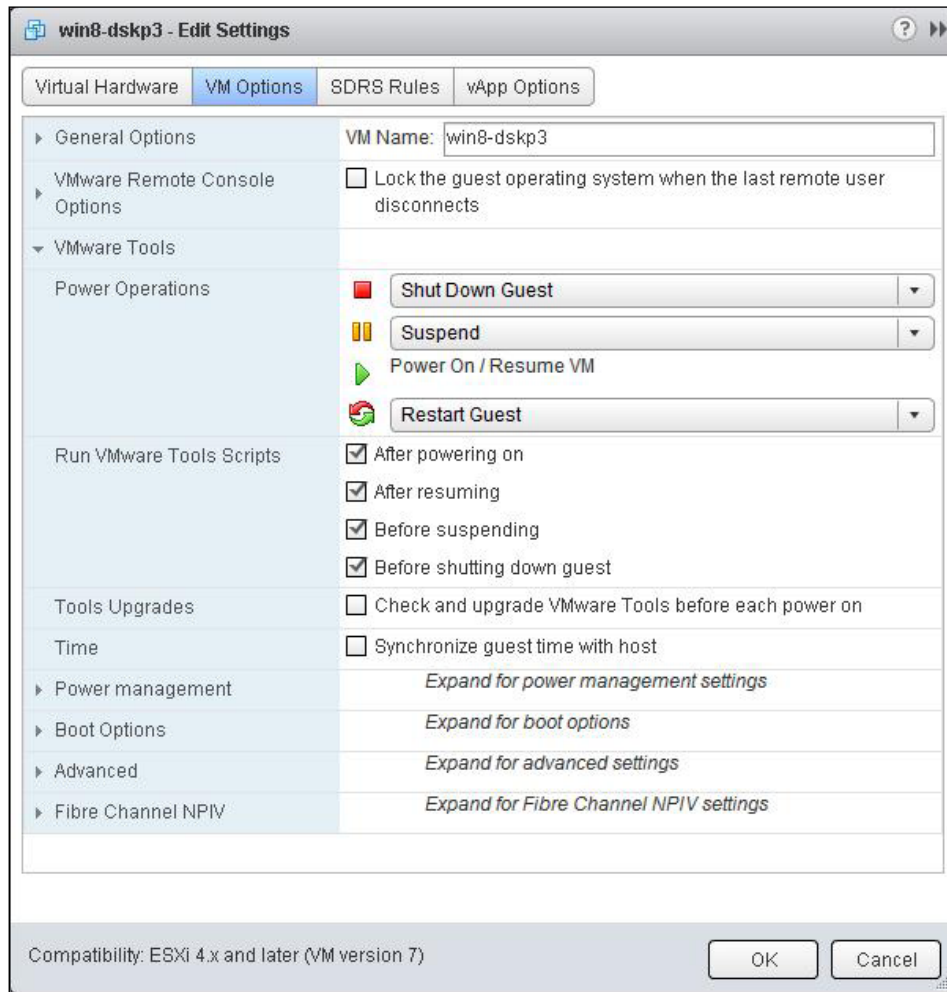 win8-dskp3 - Edit Settings
?
Virtual Hardware VM Options SDRS Rules vApp Options
General Options VM Name: win8-dskp3
VMware Remote Console Lock the guest operating system when the last remote user
Options disconnects
VMware Tools
Power Operations Shut Down Guest
Suspend
Power On / Resume VM
Restart Guest
Run VMware Tools Scripts After powering on
After resuming
Before suspending
Before shutting down guest
Tools Upgrades Check and upgrade VMware Tools before each power on
Time Synchronize guest time with host
Power management Expand for power management settings
Boot Options Expand for boot options
Advanced Expand for advanced settings
Fibre Channel NPIV Expand for Fibre Channel NPIV settings
Compatibility: ESXi 4.x and later (VM version 7) OK Cancel